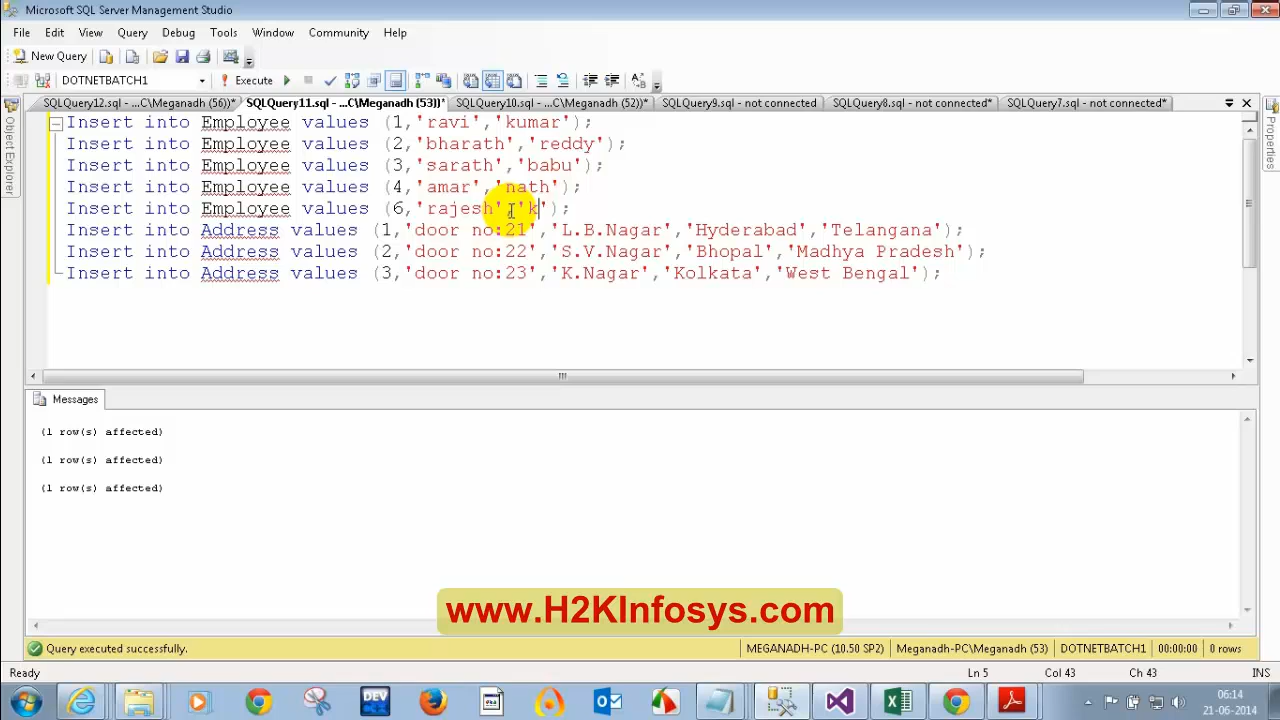 Microsoft SQL Server Management Studio
File Edit View Query Debug Tools Window Community Help
New Query
DOTNETBATCH1 Execute
SQLQuery12.sql - ...C\Meganadh (56))* SQLQuery11.sql - ...C\Meganadh (53))* SQLQuery10.sql - ...C\Meganadh (52))* SQLQuery9.sql - not connected SQLQuery8.sql - not connected* SQLQuery7.sql - not connected*
Object Explorer
Properties
Insert into Employee values (1,'ravi','kumar');
Insert into Employee values (2,'bharath','reddy');
Insert into Employee values (3,'sarath','babu');
Insert into Employee values (4,'amar','nath');
Insert into Employee values (6,'rajesh','k');
Insert into Address values (1,'door no:21','L.B.Nagar','Hyderabad','Telangana');
Insert into Address values (2,'door no:22','S.V.Nagar','Bhopal','Madhya Pradesh');
Insert into Address values (3,'door no:23','K.Nagar','Kolkata','West Bengal');
Messages
(1 row(s) affected)
(1 row(s) affected)
(1 row(s) affected)
www.H2KInfosys.com
Query executed successfully. MEGANADH-PC (10.50 SP2) Meganadh-PC\Meganadh (53) DOTNETBATCH1 00:00:00 0 rows
Ready Ln 5 Col 43 Ch 43 INS
DEV
06:14
21-06-2014